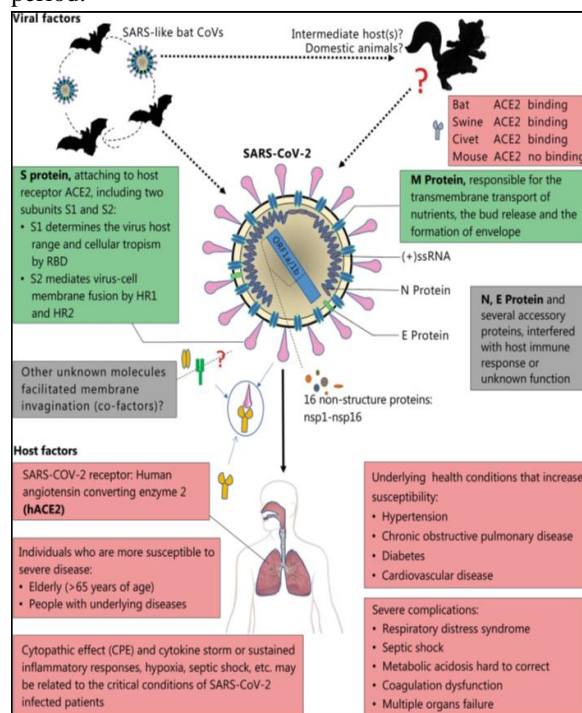 period.
Viral factors
SARS-like bat CoVs
Intermediate host(s)?
Domestic animals?
?
Bat ACE2 binding
Swine ACE2 binding
Civet ACE2 binding
Mouse ACE2 no binding
SARS-CoV-2
S protein, attaching to host
receptor ACE2, including two
subunits S1 and S2:
• S1 determines the virus host
range and cellular tropism
by RBD
• S2 mediates virus-cell
membrane fusion by HR1
and HR2
M Protein, responsible for the
transmembrane transport of
nutrients, the bud release and the
formation of envelope
ORF1a/1b
(+)ssRNA
N Protein
E Protein
N, E Protein and
several accessory
proteins, interfered
with host immune
response or
unknown function
Other unknown molecules
facilitated membrane
invagination (co-factors)?
?
16 non-structure proteins:
nsp1-nsp16
Host factors
SARS-COV-2 receptor: Human
angiotensin converting enzyme 2
(hACE2)
Individuals who are more susceptible to
severe disease:
• Elderly (>65 years of age)
• People with underlying diseases
Cytopathic effect (CPE) and cytokine storm or sustained
inflammatory responses, hypoxia, septic shock, etc. may
be related to the critical conditions of SARS-CoV-2
infected patients
Underlying health conditions that increase
susceptibility:
• Hypertension
• Chronic obstructive pulmonary disease
• Diabetes
• Cardiovascular disease
Severe complications:
• Respiratory distress syndrome
• Septic shock
• Metabolic acidosis hard to correct
• Coagulation dysfunction
• Multiple organs failure